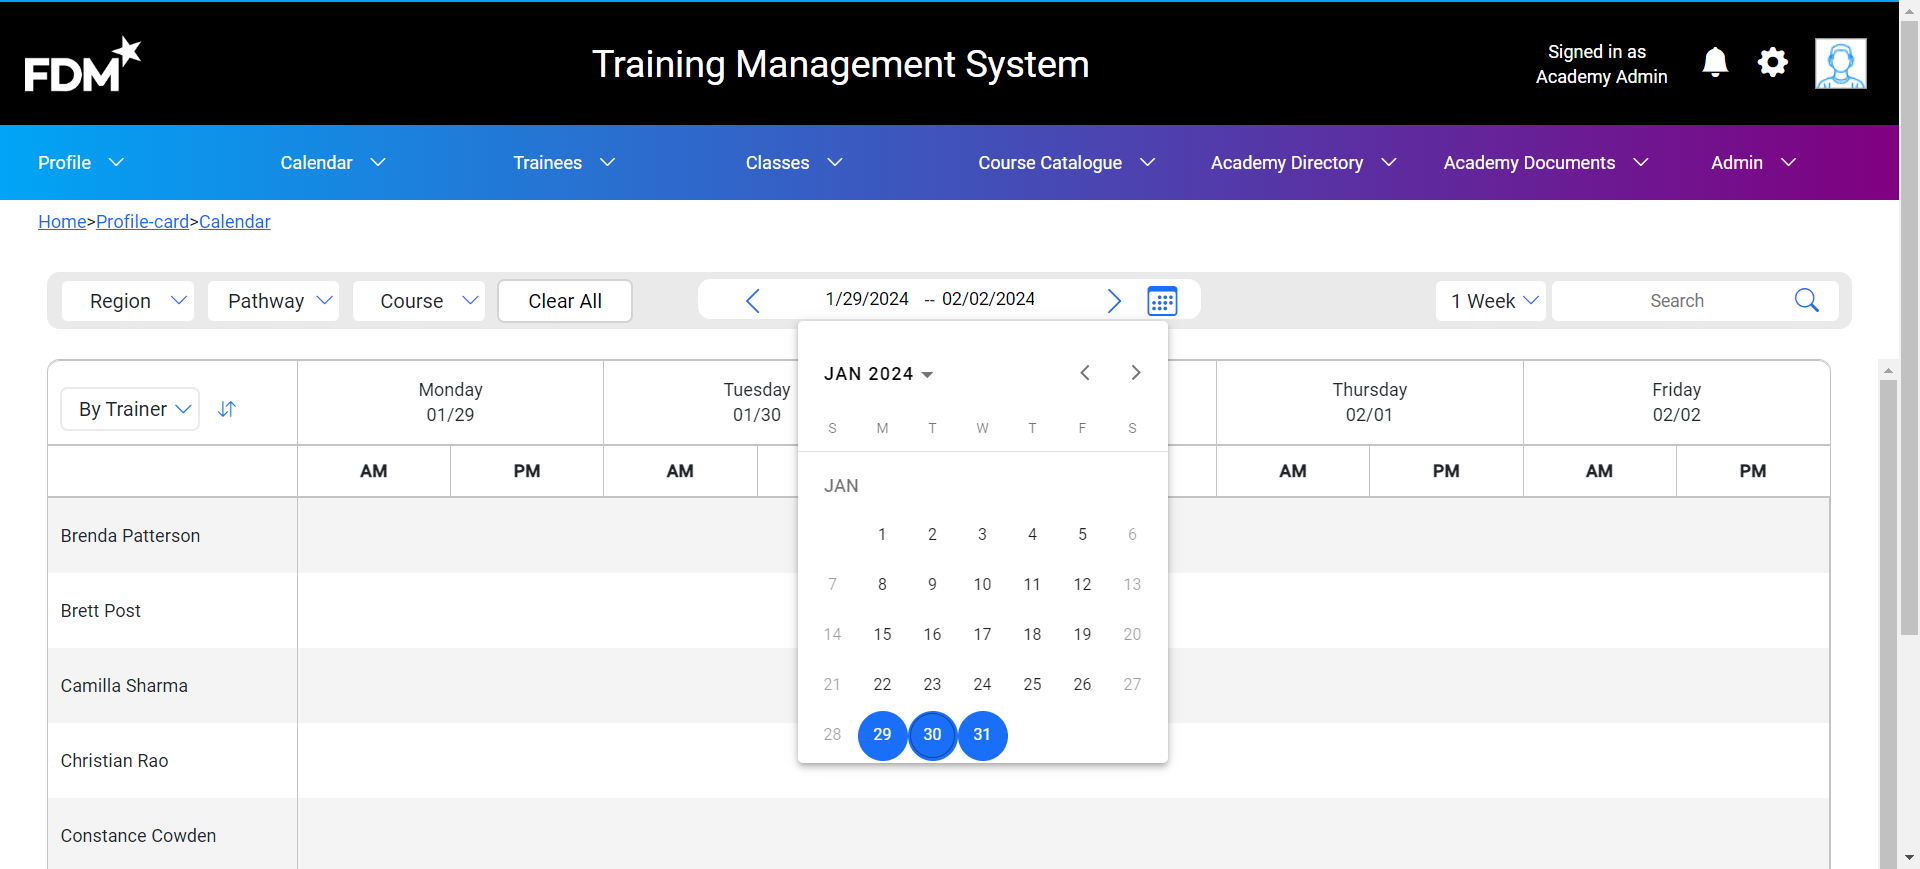 FDM
Training Management System
Signed in as
Academy Admin
Profile
Calendar
Trainees
Classes
Course Catalogue
Academy Directory
Academy Documents
Admin
Home>Profile-card>Calendar
Region
Pathway
Course
Clear All
1/29/2024 -- 02/02/2024
1 Week
Search
By Trainer
Monday
01/29
Tuesday
01/30
Thursday
02/01
Friday
02/02
AM PM AM AM PM AM PM
JAN 2024
S M T W T F S
JAN
1 2 3 4 5 6
7 8 9 10 11 12 13
14 15 16 17 18 19 20
21 22 23 24 25 26 27
28 29 30 31
Brenda Patterson
Brett Post
Camilla Sharma
Christian Rao
Constance Cowden